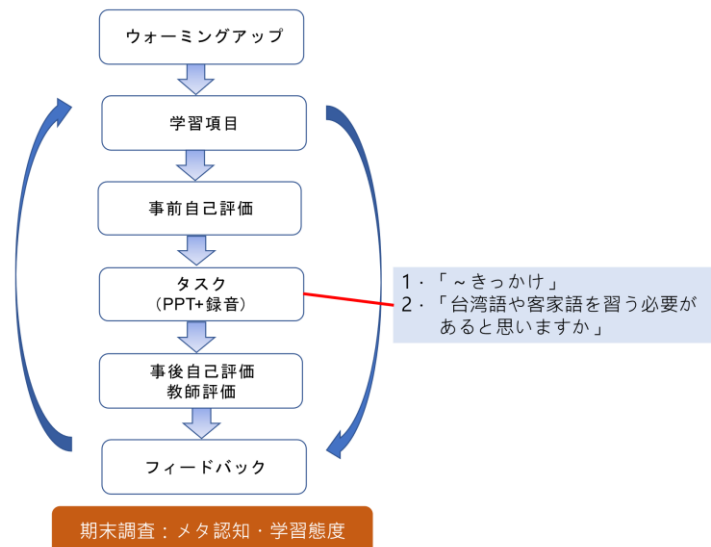 ウォーミングアップ
学習項目
事前自己評価
タスク
(PPT+録音)
1・「~きっかけ」
2・「台湾語や客家語を習う必要が
あると思いますか」
事後自己評価
教師評価
フィードバック
期末調査：メタ認知・学習態度